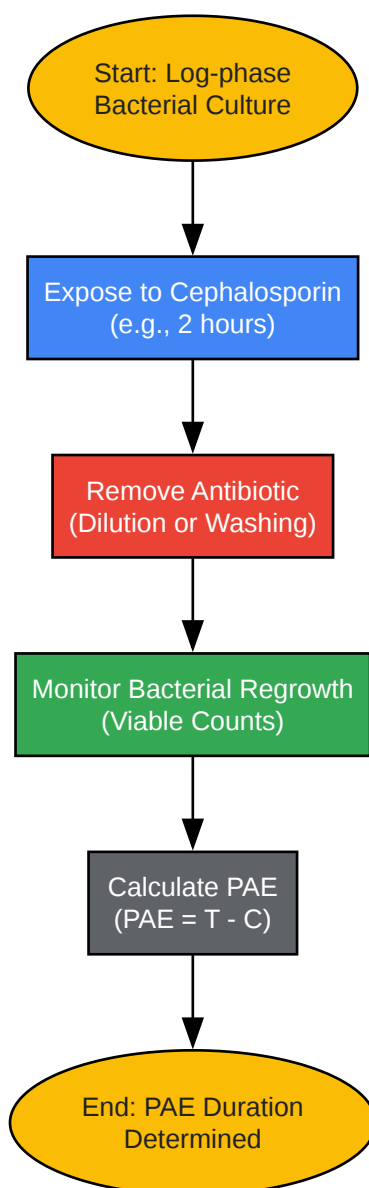 Start: Log-phase
Bacterial Culture
Expose to Cephalosporin
(e.g., 2 hours)
Remove Antibiotic
(Dilution or Washing)
Monitor Bacterial Regrowth
(Viable Counts)
Calculate PAE
(PAE = T - C)
End: PAE Duration
Determined